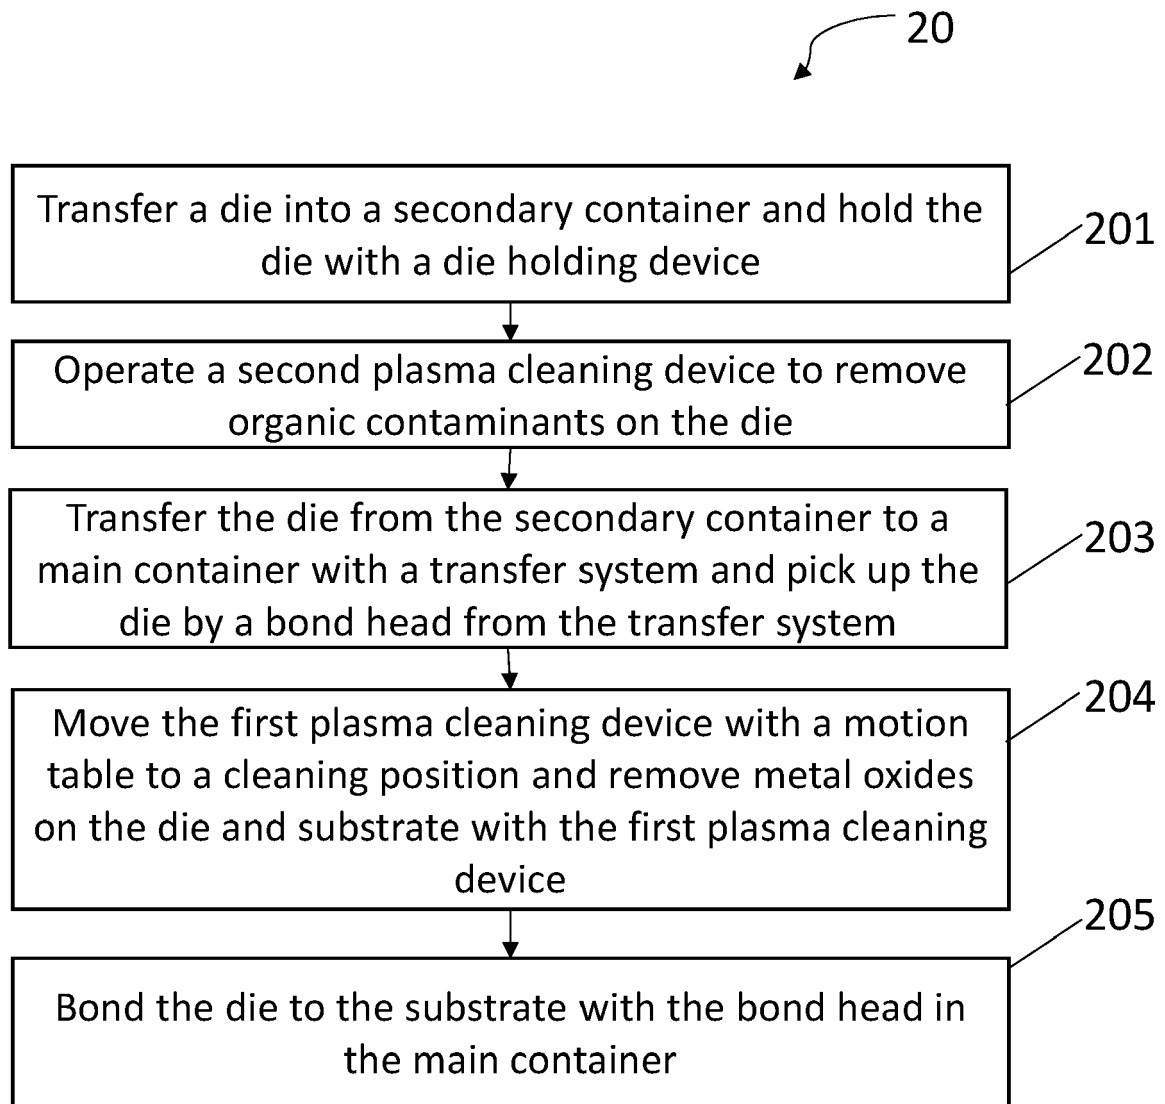 20
Transfer a die into a secondary container and hold the
die with a die holding device
201
Operate a second plasma cleaning device to remove
organic contaminants on the die
202
Transfer the die from the secondary container to a
main container with a transfer system and pick up the
die by a bond head from the transfer system
203
Move the first plasma cleaning device with a motion
table to a cleaning position and remove metal oxides
on the die and substrate with the first plasma cleaning
device
204
Bond the die to the substrate with the bond head in
the main container
205